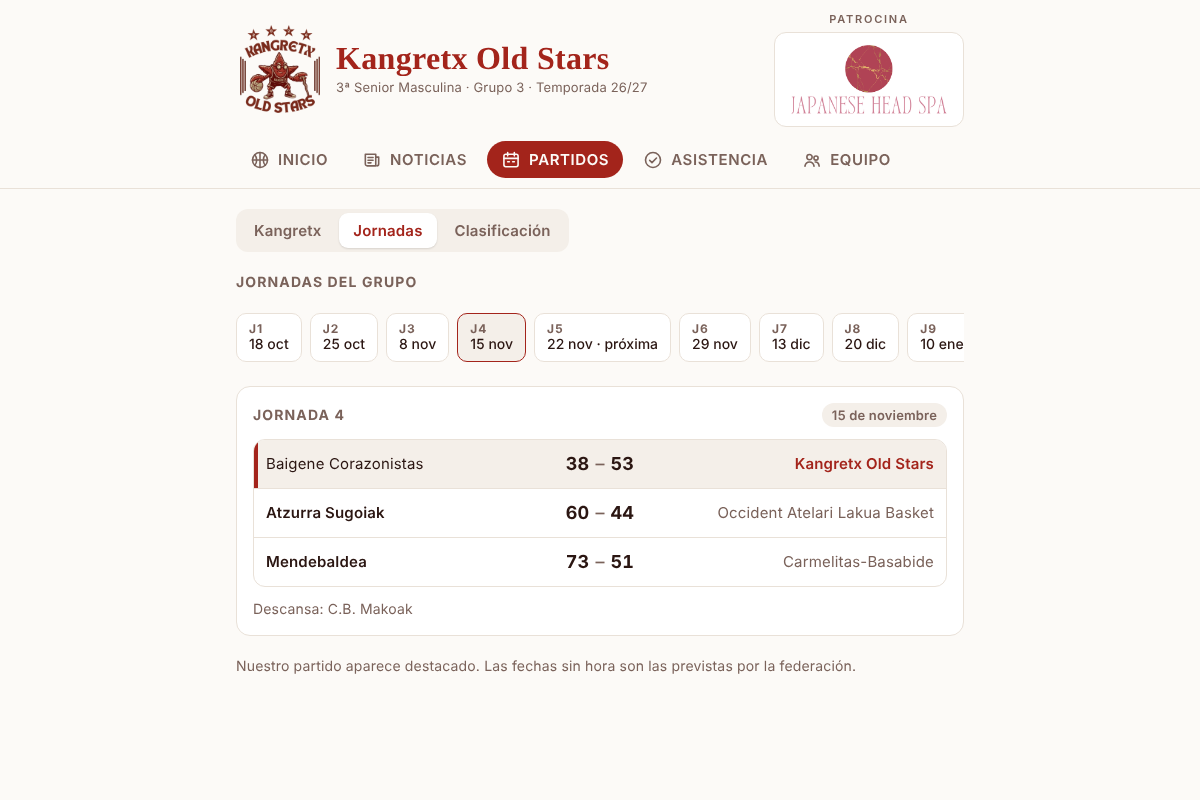 PATROCINA
KANGRETX
OLD STARS
Kangretx Old Stars
3ª Senior Masculina · Grupo 3 · Temporada 26/27
JAPANESE HEAD SPA
INICIO
NOTICIAS
PARTIDOS
ASISTENCIA
EQUIPO
Kangretx
Jornadas
Clasificación
JORNADAS DEL GRUPO
J1
18 oct
J2
25 oct
J3
8 nov
J4
15 nov
J5
22 nov · próxima
J6
29 nov
J7
13 dic
J8
20 dic
J9
10 ene
JORNADA 4
15 de noviembre
Baigene Corazonistas 38 – 53 Kangretx Old Stars
Atzurra Sugoiak 60 – 44 Occident Atelari Lakua Basket
Mendebaldea 73 – 51 Carmelitas-Basabide
Descansa: C.B. Makoak
Nuestro partido aparece destacado. Las fechas sin hora son las previstas por la federación.